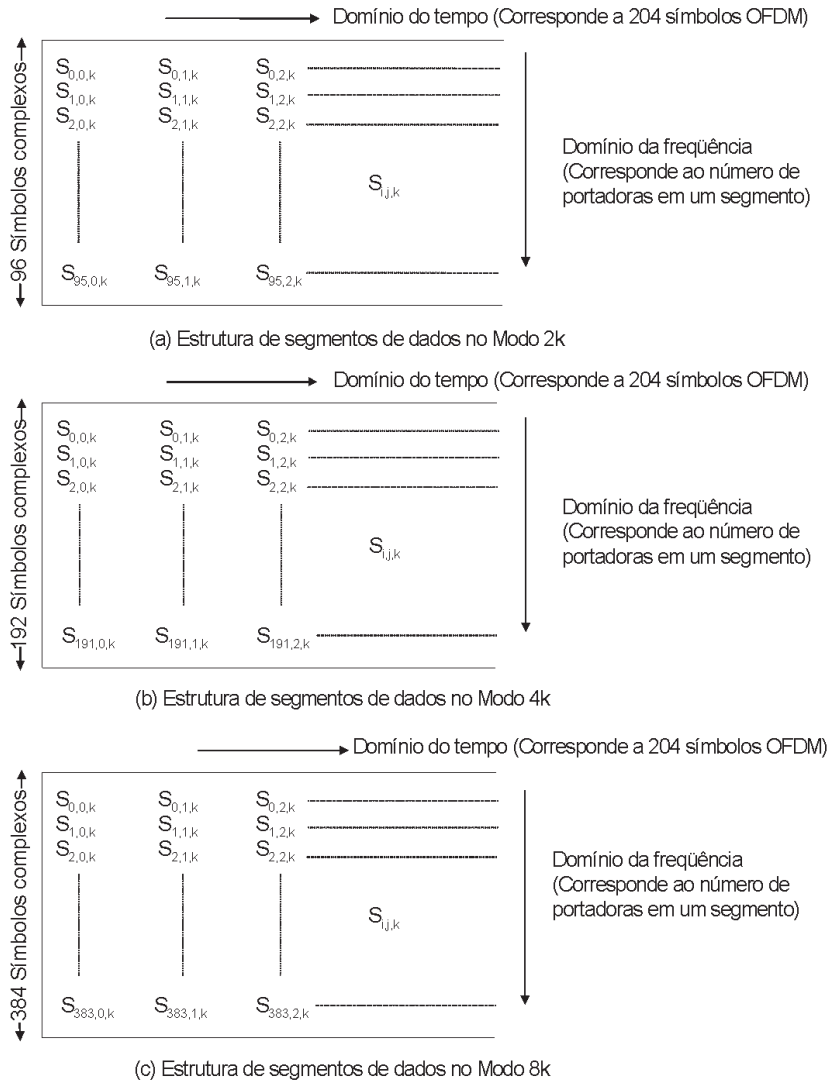 Domínio do tempo (Corresponde a 204 símbolos OFDM)
96 Símbolos complexos
S0,0,k S0,1,k S0,2,k
S1,0,k S1,1,k S1,2,k
S2,0,k S2,1,k S2,2,k
Si,j,k
S95,0,k S95,1,k S95,2,k
Domínio da freqüência
(Corresponde ao número de
portadoras em um segmento)
(a) Estrutura de segmentos de dados no Modo 2k
Domínio do tempo (Corresponde a 204 símbolos OFDM)
192 Símbolos complexos
S0,0,k S0,1,k S0,2,k
S1,0,k S1,1,k S1,2,k
S2,0,k S2,1,k S2,2,k
Si,j,k
S191,0,k S191,1,k S191,2,k
Domínio da freqüência
(Corresponde ao número de
portadoras em um segmento)
(b) Estrutura de segmentos de dados no Modo 4k
Domínio do tempo (Corresponde a 204 símbolos OFDM)
384 Símbolos complexos
S0,0,k S0,1,k S0,2,k
S1,0,k S1,1,k S1,2,k
S2,0,k S2,1,k S2,2,k
Si,j,k
S383,0,k S383,1,k S383,2,k
Domínio da freqüência
(Corresponde ao número de
portadoras em um segmento)
(c) Estrutura de segmentos de dados no Modo 8k